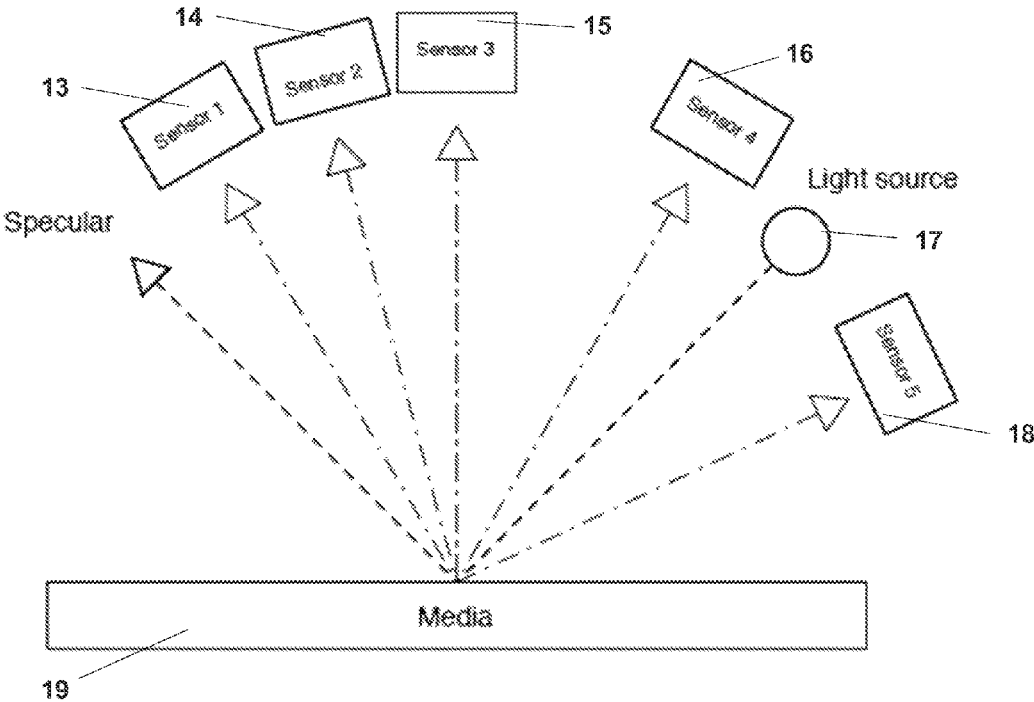 14
15
Sensor 3
16
13
Sensor 2
Sensor 1
Sensor 4
Light source
Specular
17
Sensor 5
18
Media
19